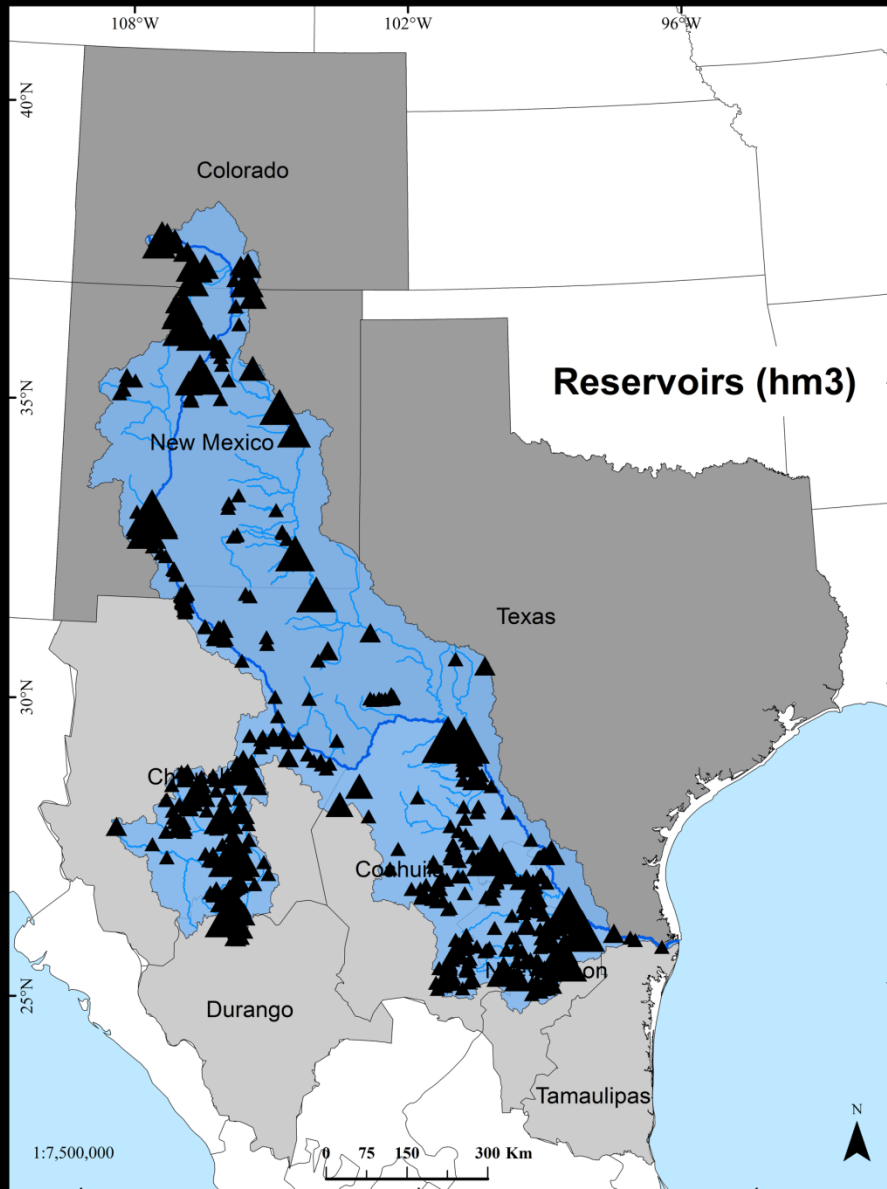 108°W 102°W 96°W
40°N
Colorado
35°N
Reservoirs (hm3)
New Mexico
Texas
30°N
Coahuila
25°N
Durango
Tamaulipas
N
1:7,500,000
0 75 150 300 Km